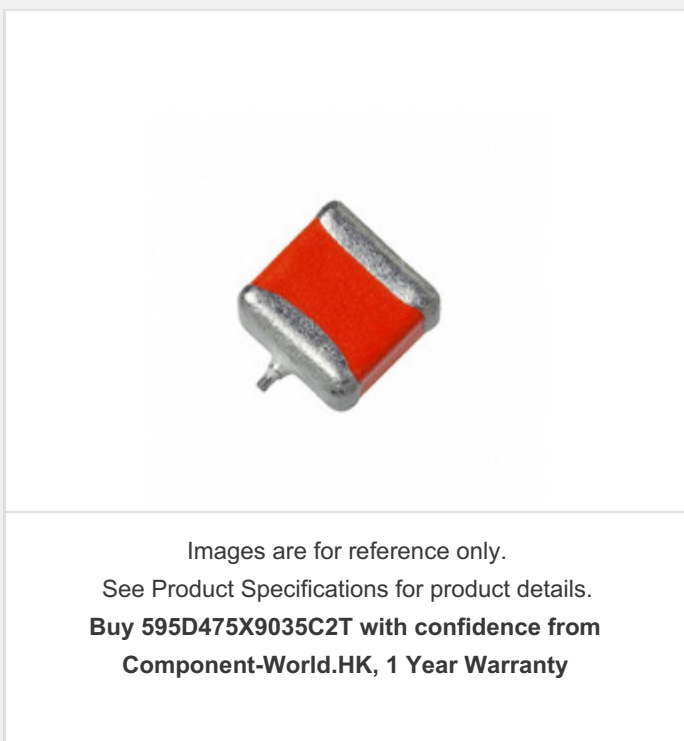 Images are for reference only.
See Product Specifications for product details.
Buy 595D475X9035C2T with confidence from
Component-World.HK, 1 Year Warranty